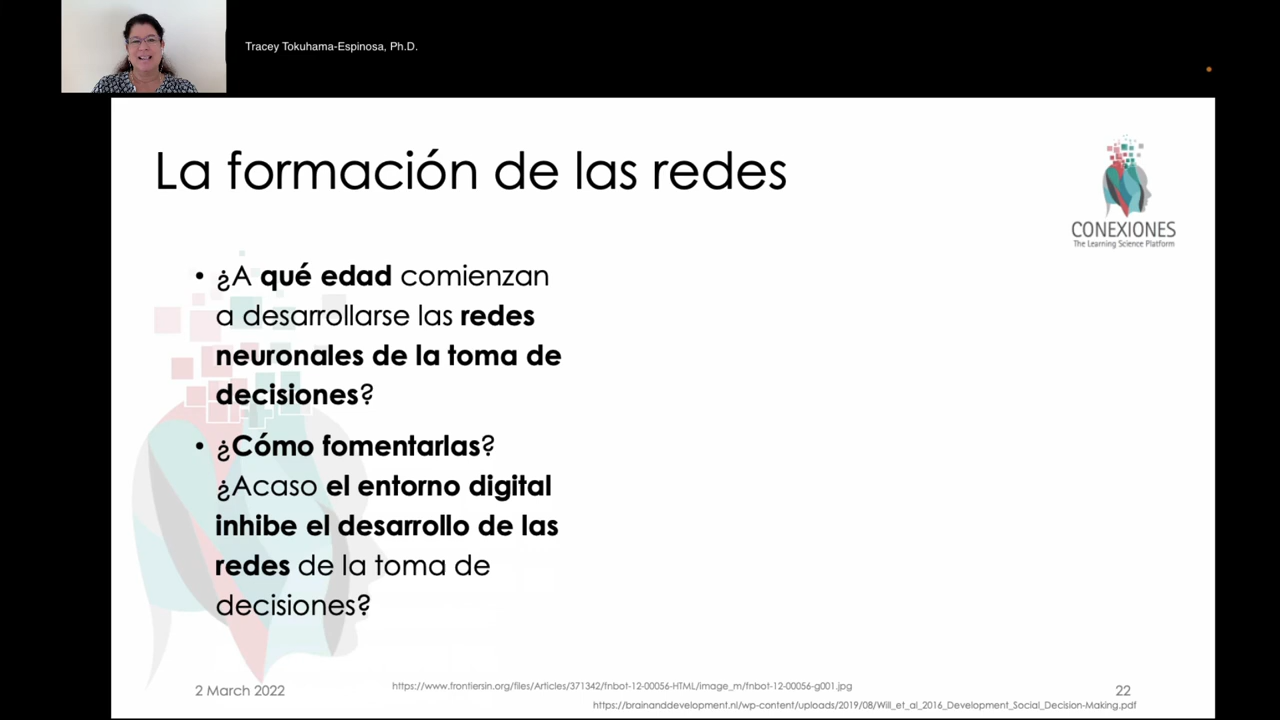 Tracey Tokuhama-Espinosa, Ph.D.
La formación de las redes
CONEXIONES
The Learning Science Platform
• ¿A qué edad comienzan
a desarrollarse las redes
neuronales de la toma de
decisiones?
• ¿Cómo fomentarlas?
¿Acaso el entorno digital
inhibe el desarrollo de las
redes de la toma de
decisiones?
2 March 2022
https://www.frontiersin.org/files/Articles/371342/fnbot-12-00056-HTML/image_m/fnbot-12-00056-g001.jpg
22
https://brainanddevelopment.nl/wp-content/uploads/2019/08/Will_et_al_2016_Development_Social_Decision-Making.pdf